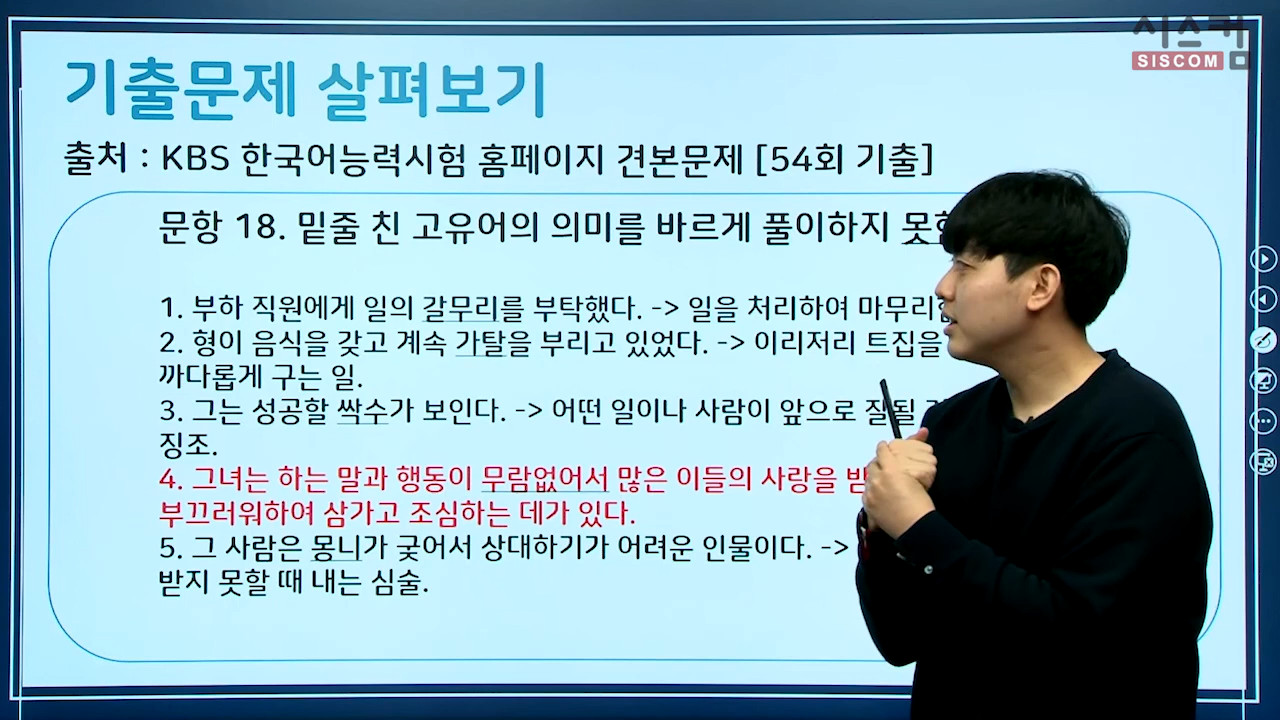 시스컴
SISCOM
기출문제 살펴보기
출처 : KBS 한국어능력시험 홈페이지 견본문제 [54회 기출]
문항 18. 밑줄 친 고유어의 의미를 바르게 풀이하지
1. 부하 직원에게 일의 갈무리를 부탁했다. -> 일을 처리하여
2. 형이 음식을 갖고 계속 가탈을 부리고 있었다. -> 이리저리 트집을
까다롭게 구는 일.
3. 그는 성공할 싹수가 보인다. -> 어떤 일이나 사람이 앞으로 잘될
징조.
4. 그녀는 하는 말과 행동이 무람없어서 많은 이들의 사랑을
부끄러워하여 삼가고 조심하는 데가 있다.
5. 그 사람은 몽니가 궂어서 상대하기가 어려운 인물이다. ->
받지 못할 때 내는 심술.